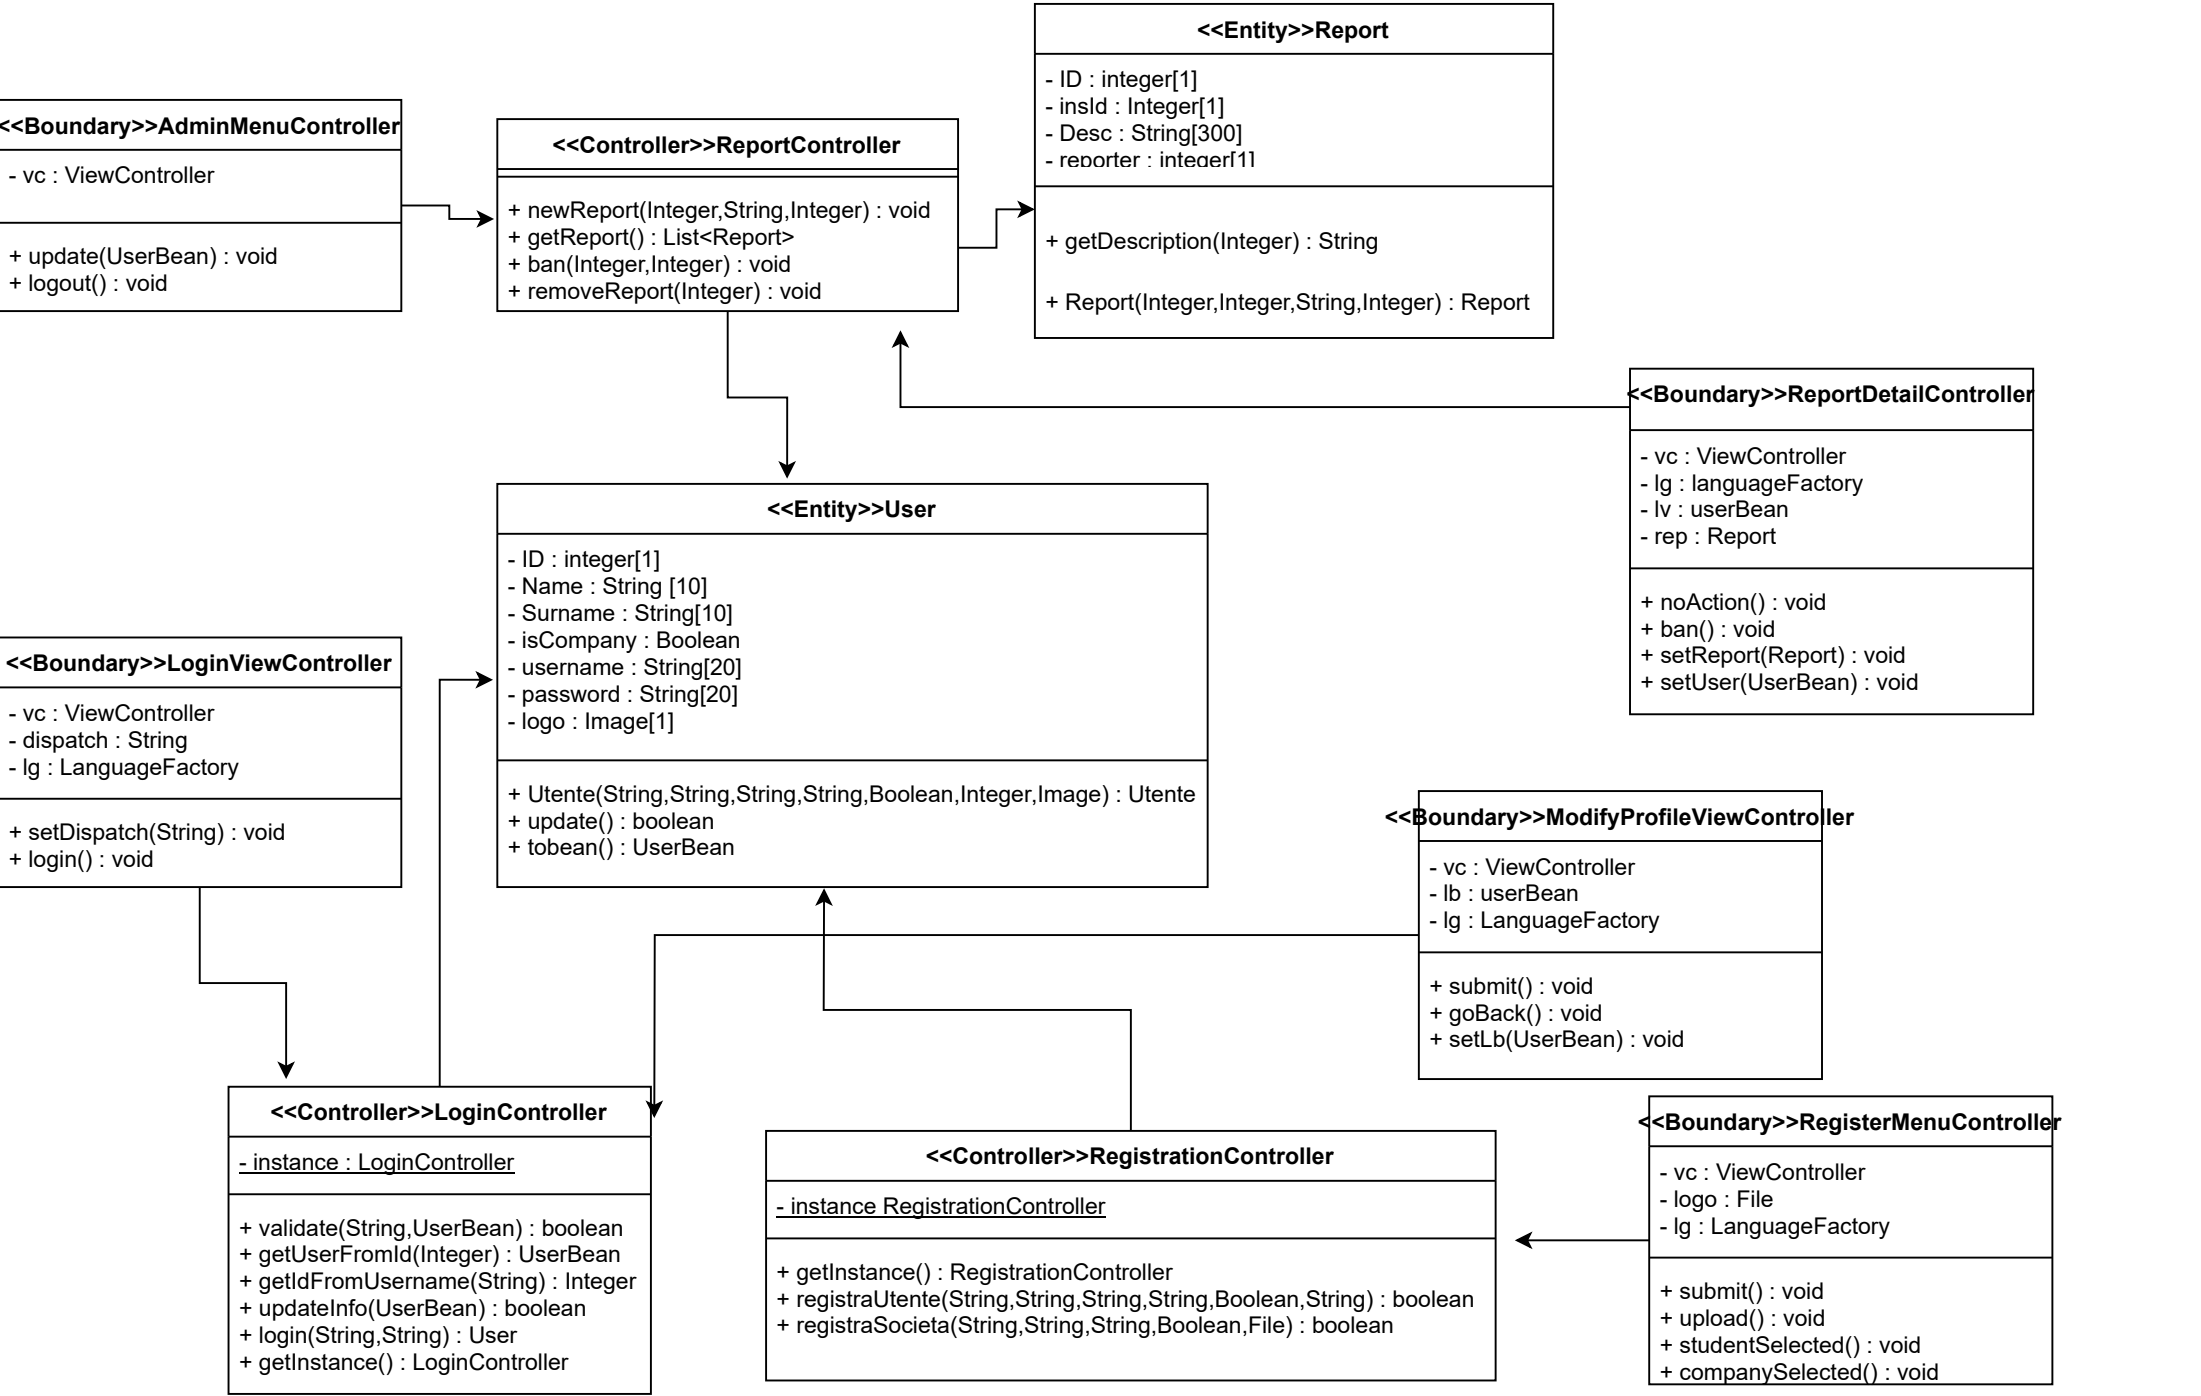 <<Entity>>Report
- ID : integer[1]
- insId : Integer[1]
- Desc : String[300]
- reporter : integer[1]
+ getDescription(Integer) : String
+ Report(Integer,Integer,String,Integer) : Report
<<Boundary>>AdminMenuController
- vc : ViewController
+ update(UserBean) : void
+ logout() : void
<<Controller>>ReportController
+ newReport(Integer,String,Integer) : void
+ getReport() : List<Report>
+ ban(Integer,Integer) : void
+ removeReport(Integer) : void
<<Boundary>>ReportDetailController
- vc : ViewController
- lg : languageFactory
- lv : userBean
- rep : Report
+ noAction() : void
+ ban() : void
+ setReport(Report) : void
+ setUser(UserBean) : void
<<Entity>>User
- ID : integer[1]
- Name : String [10]
- Surname : String[10]
- isCompany : Boolean
- username : String[20]
- password : String[20]
- logo : Image[1]
+ Utente(String,String,String,String,Boolean,Integer,Image) : Utente
+ update() : boolean
+ tobean() : UserBean
<<Boundary>>LoginViewController
- vc : ViewController
- dispatch : String
- lg : LanguageFactory
+ setDispatch(String) : void
+ login() : void
<<Boundary>>ModifyProfileViewController
- vc : ViewController
- lb : userBean
- lg : LanguageFactory
+ submit() : void
+ goBack() : void
+ setLb(UserBean) : void
<<Controller>>LoginController
- instance : LoginController
+ validate(String,UserBean) : boolean
+ getUserFromId(Integer) : UserBean
+ getIdFromUsername(String) : Integer
+ updateInfo(UserBean) : boolean
+ login(String,String) : User
+ getInstance() : LoginController
<<Controller>>RegistrationController
- instance RegistrationController
+ getInstance() : RegistrationController
+ registraUtente(String,String,String,String,Boolean,String) : boolean
+ registraSocieta(String,String,String,Boolean,File) : boolean
<<Boundary>>RegisterMenuController
- vc : ViewController
- logo : File
- lg : LanguageFactory
+ submit() : void
+ upload() : void
+ studentSelected() : void
+ companySelected() : void